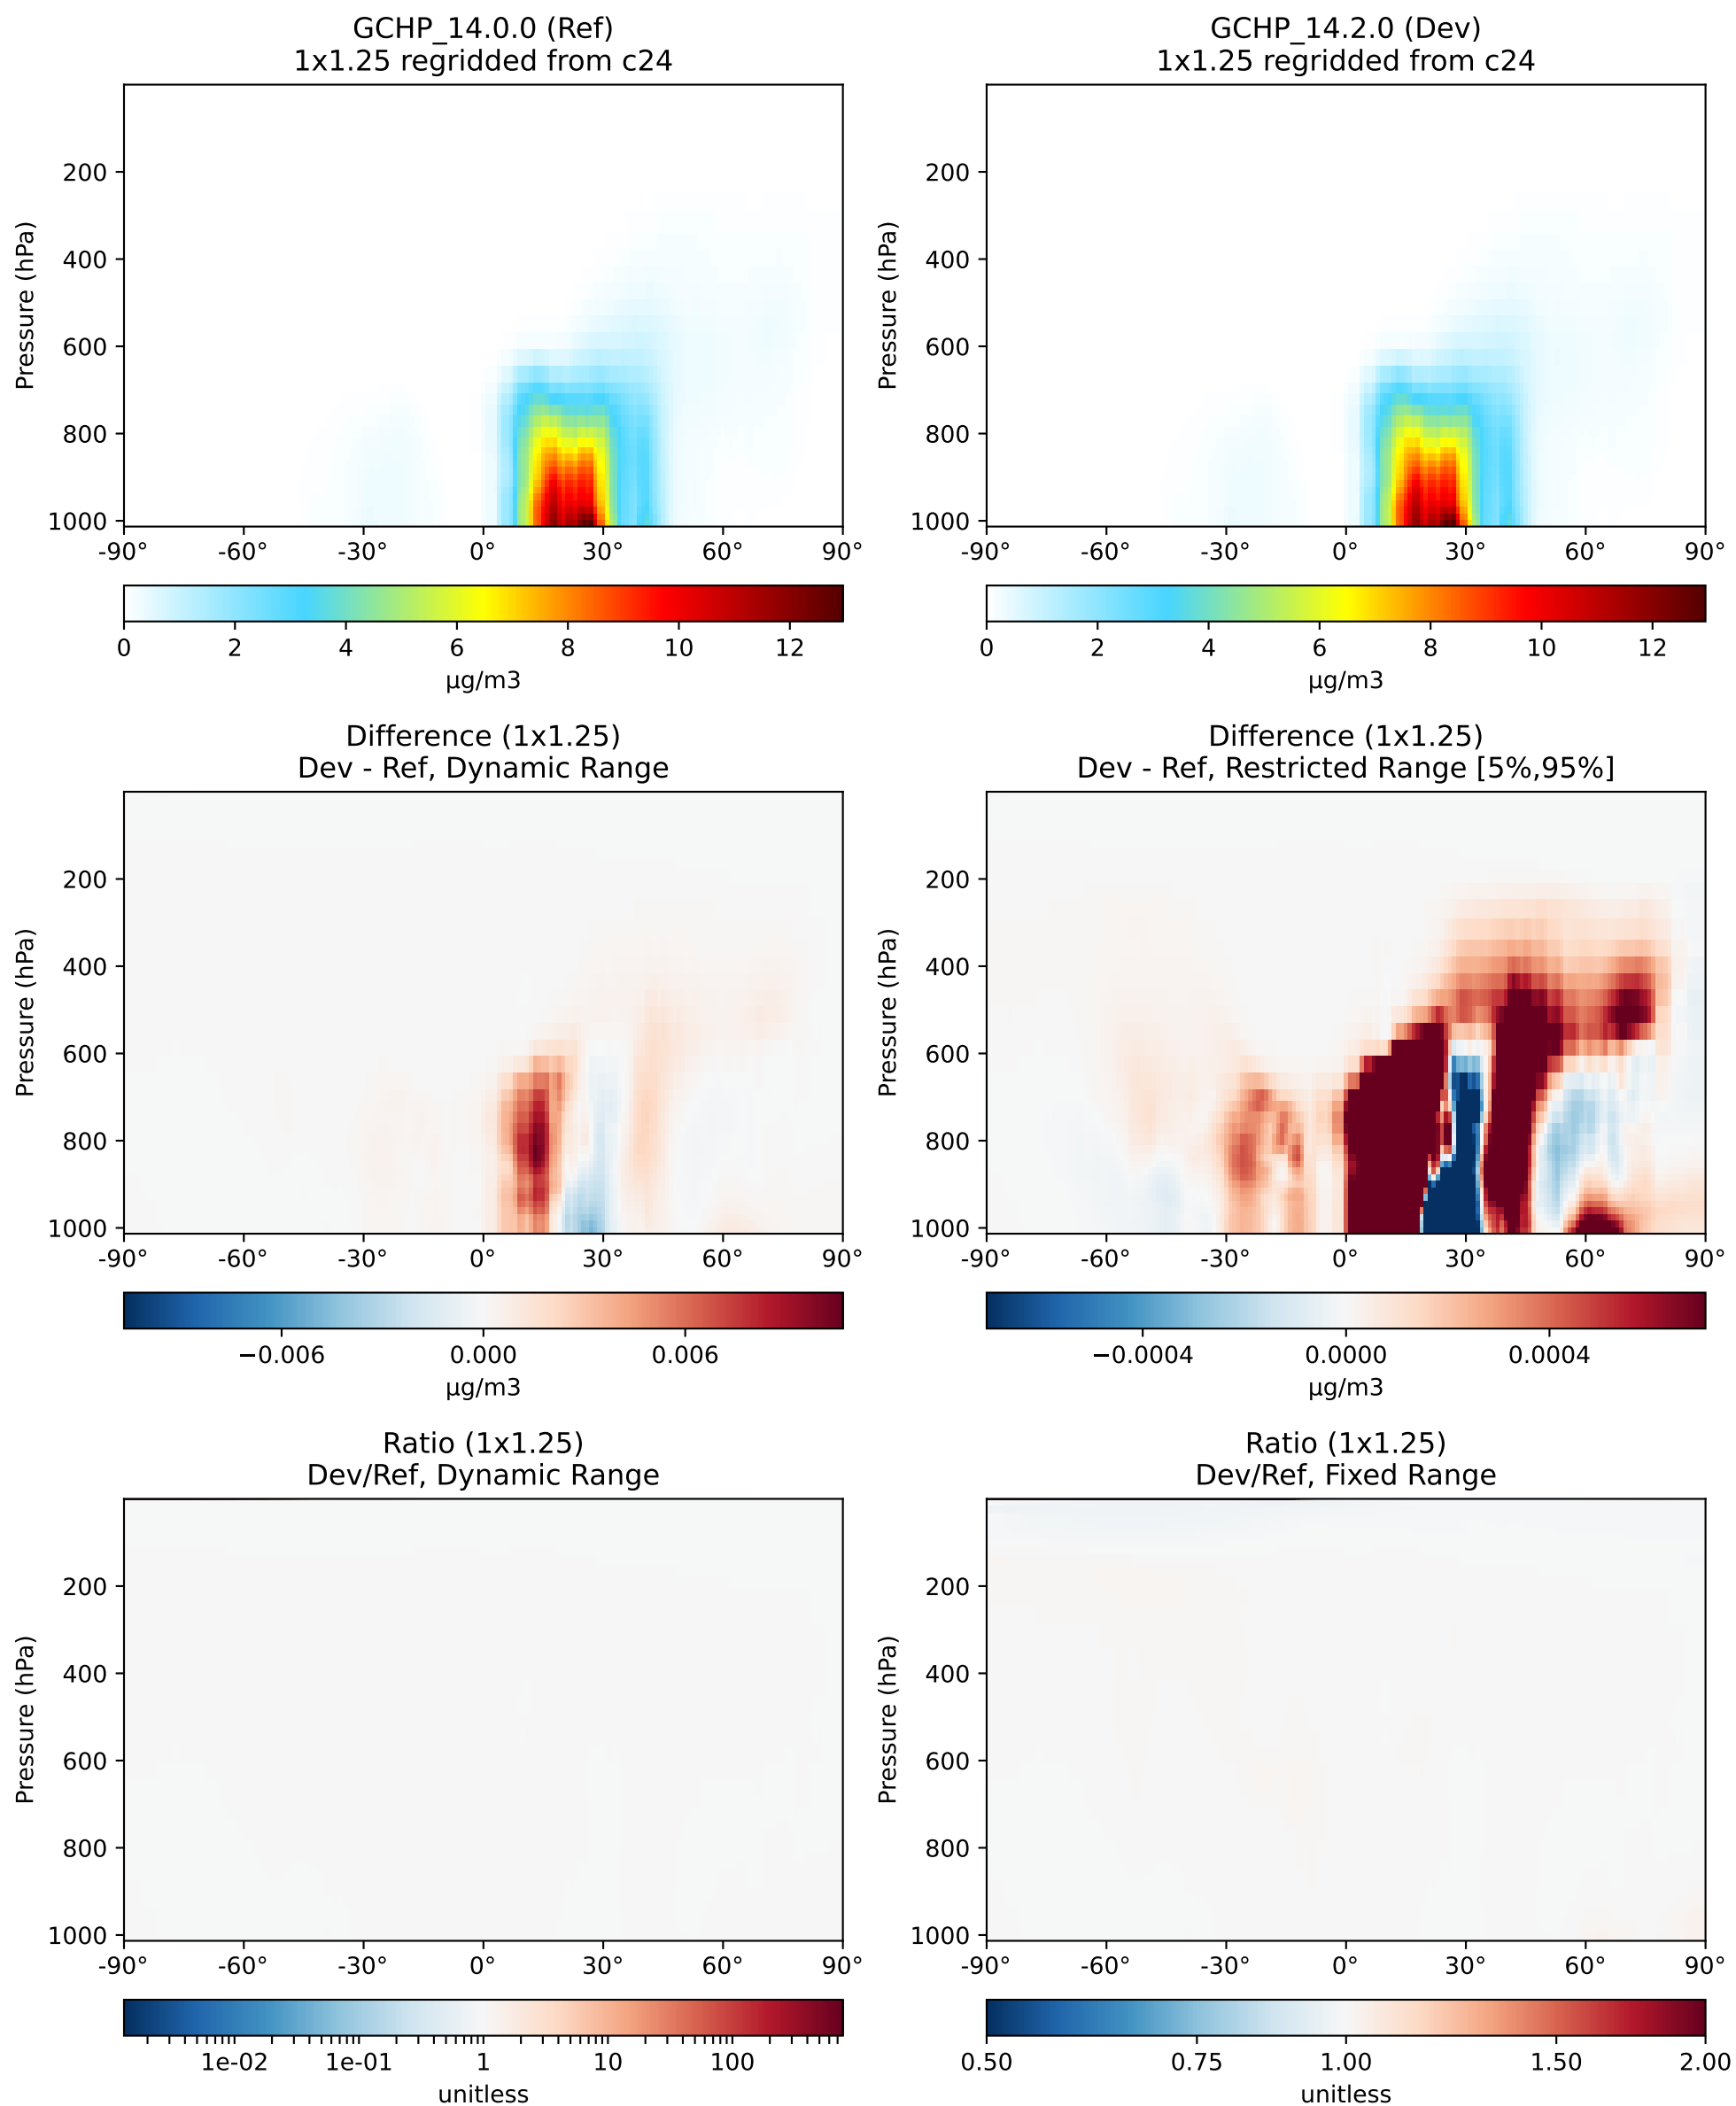 GCHP_14.0.0 (Ref)
1x1.25 regridded from c24
Pressure (hPa)
200
400
600
800
1000
-90° -60° -30° 0° 30° 60° 90°
0 2 4 6 8 10 12
µg/m3
GCHP_14.2.0 (Dev)
1x1.25 regridded from c24
Pressure (hPa)
200
400
600
800
1000
-90° -60° -30° 0° 30° 60° 90°
0 2 4 6 8 10 12
µg/m3
Difference (1x1.25)
Dev - Ref, Dynamic Range
Pressure (hPa)
200
400
600
800
1000
-90° -60° -30° 0° 30° 60° 90°
−0.006 0.000 0.006
µg/m3
Difference (1x1.25)
Dev - Ref, Restricted Range [5%,95%]
Pressure (hPa)
200
400
600
800
1000
-90° -60° -30° 0° 30° 60° 90°
−0.0004 0.0000 0.0004
µg/m3
Ratio (1x1.25)
Dev/Ref, Dynamic Range
Pressure (hPa)
200
400
600
800
1000
-90° -60° -30° 0° 30° 60° 90°
1e-02 1e-01 1 10 100
unitless
Ratio (1x1.25)
Dev/Ref, Fixed Range
Pressure (hPa)
200
400
600
800
1000
-90° -60° -30° 0° 30° 60° 90°
0.50 0.75 1.00 1.50 2.00
unitless